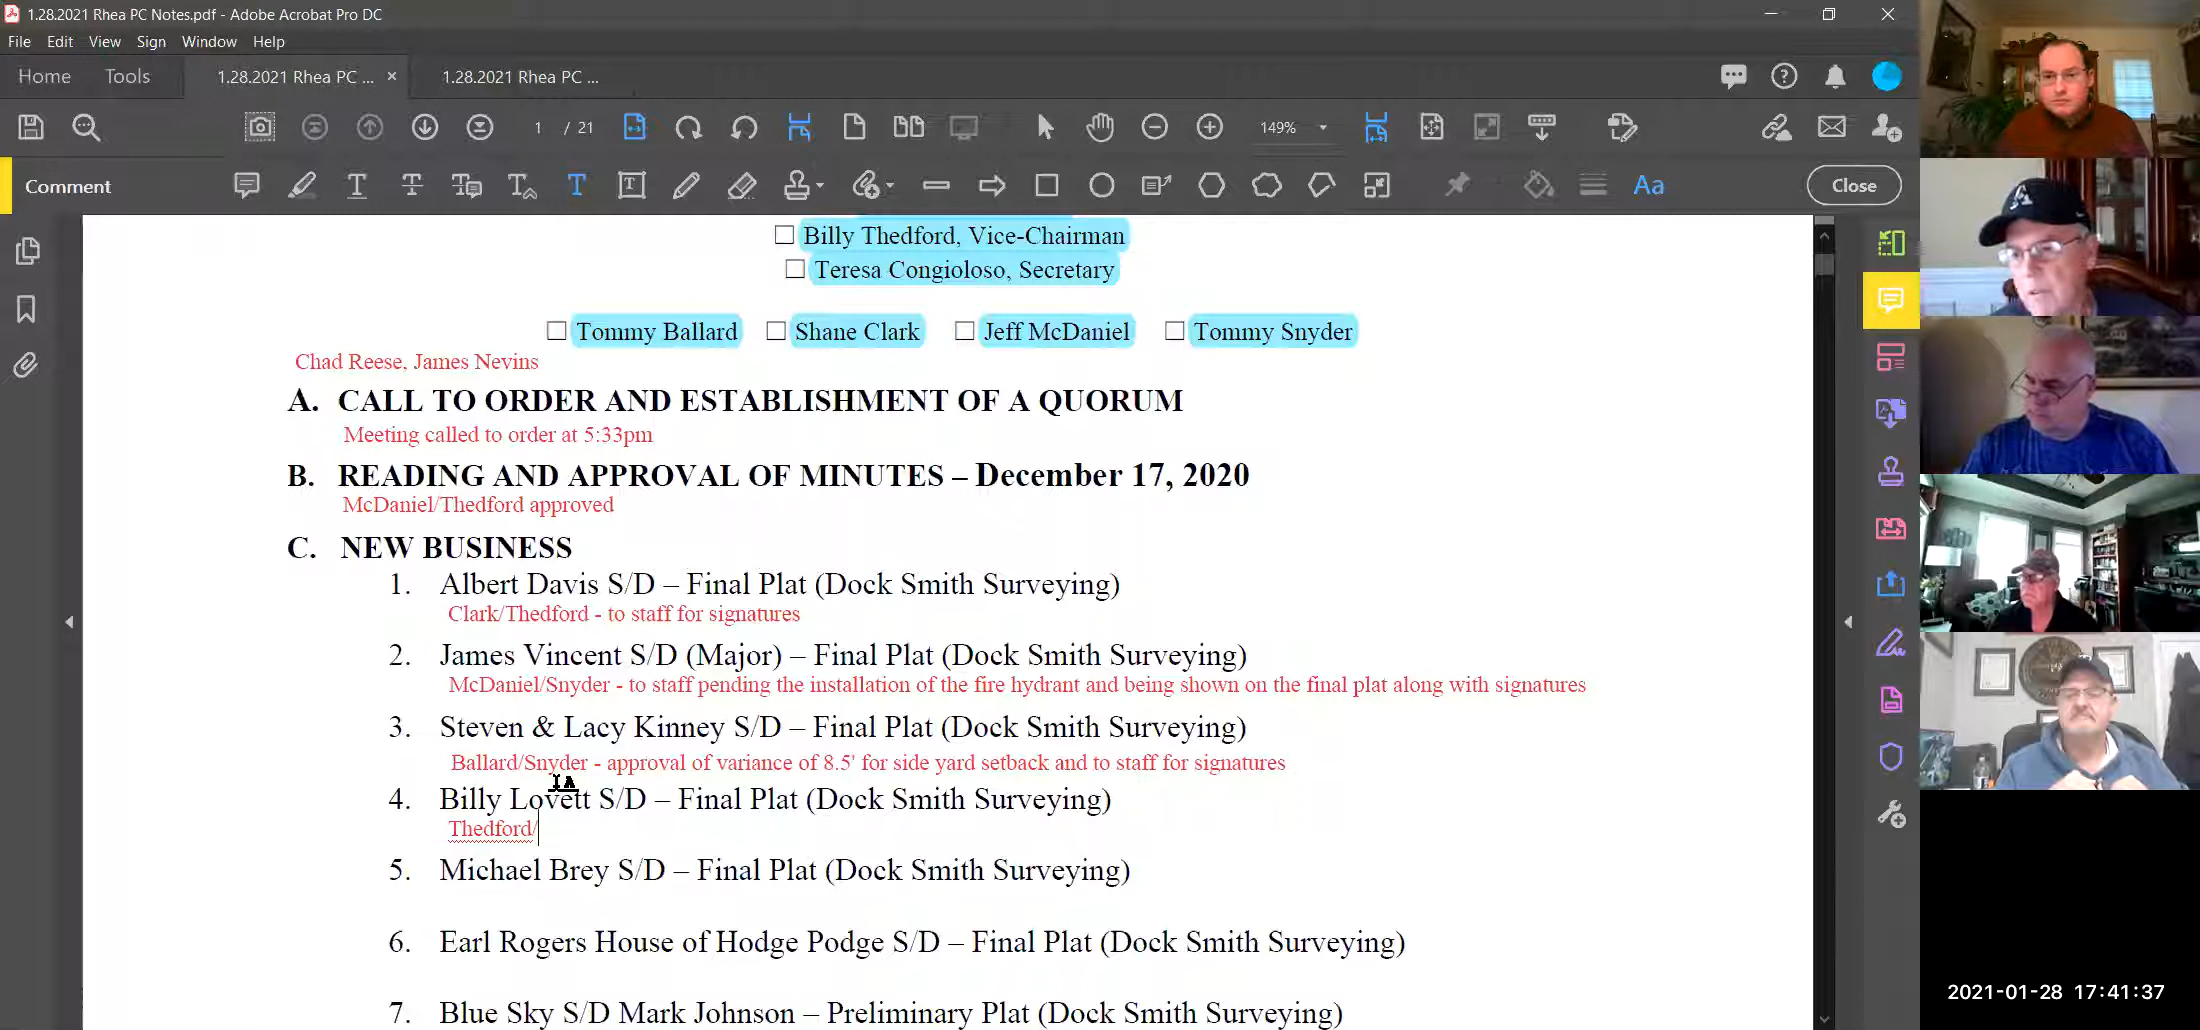 1.28.2021 Rhea PC Notes.pdf - Adobe Acrobat Pro DC
File Edit View Sign Window Help
Home Tools 1.28.2021 Rhea PC ... × 1.28.2021 Rhea PC ...
1 / 21 149%
Comment Aa Close
Billy Thedford, Vice-Chairman
Teresa Congioloso, Secretary
Tommy Ballard Shane Clark Jeff McDaniel Tommy Snyder
Chad Reese, James Nevins
A. CALL TO ORDER AND ESTABLISHMENT OF A QUORUM
Meeting called to order at 5:33pm
B. READING AND APPROVAL OF MINUTES – December 17, 2020
McDaniel/Thedford approved
C. NEW BUSINESS
1. Albert Davis S/D – Final Plat (Dock Smith Surveying)
Clark/Thedford - to staff for signatures
2. James Vincent S/D (Major) – Final Plat (Dock Smith Surveying)
McDaniel/Snyder - to staff pending the installation of the fire hydrant and being shown on the final plat along with signatures
3. Steven & Lacy Kinney S/D – Final Plat (Dock Smith Surveying)
Ballard/Snyder - approval of variance of 8.5' for side yard setback and to staff for signatures
4. Billy Lovett S/D – Final Plat (Dock Smith Surveying)
Thedford/
5. Michael Brey S/D – Final Plat (Dock Smith Surveying)
6. Earl Rogers House of Hodge Podge S/D – Final Plat (Dock Smith Surveying)
7. Blue Sky S/D Mark Johnson – Preliminary Plat (Dock Smith Surveying)
2021-01-28 17:41:37